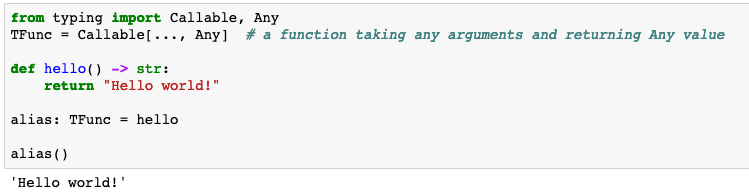 from typing import Callable, Any
TFunc = Callable[..., Any]  # a function taking any arguments and returning Any value

def hello() -> str:
    return "Hello world!"

alias: TFunc = hello

alias()

'Hello world!'